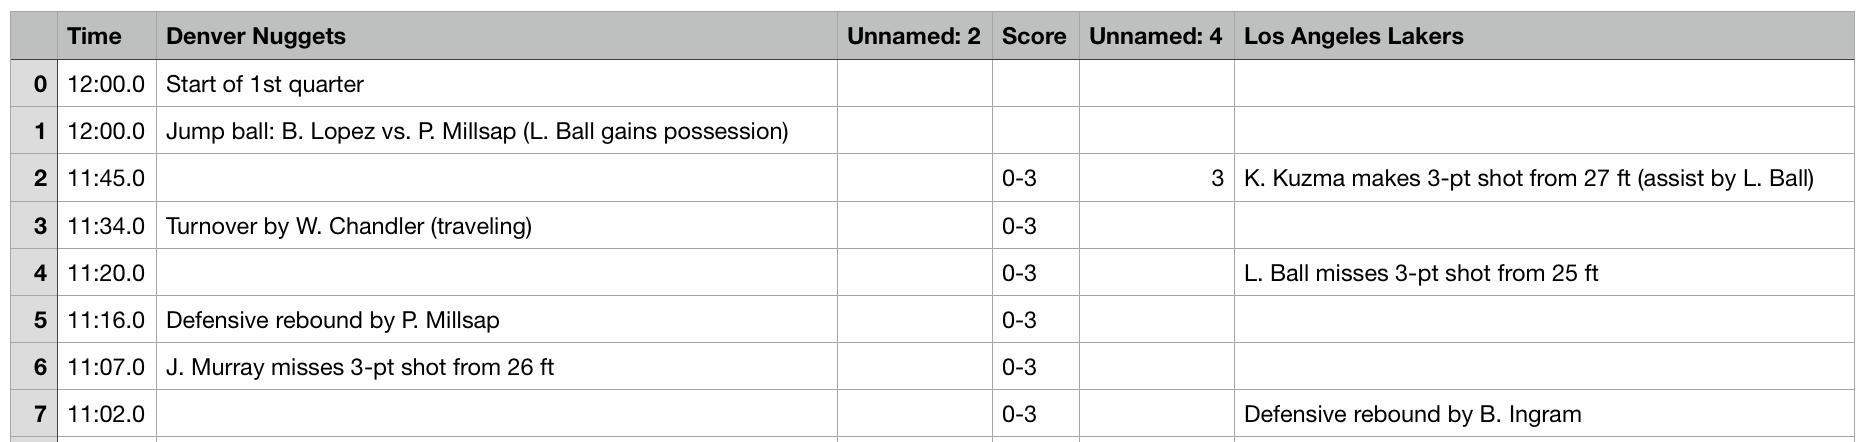 Time Denver Nuggets Unnamed: 2 Score Unnamed: 4 Los Angeles Lakers
0 12:00.0 Start of 1st quarter
1 12:00.0 Jump ball: B. Lopez vs. P. Millsap (L. Ball gains possession)
2 11:45.0 0-3 3 K. Kuzma makes 3-pt shot from 27 ft (assist by L. Ball)
3 11:34.0 Turnover by W. Chandler (traveling) 0-3
4 11:20.0 0-3 L. Ball misses 3-pt shot from 25 ft
5 11:16.0 Defensive rebound by P. Millsap 0-3
6 11:07.0 J. Murray misses 3-pt shot from 26 ft 0-3
7 11:02.0 0-3 Defensive rebound by B. Ingram